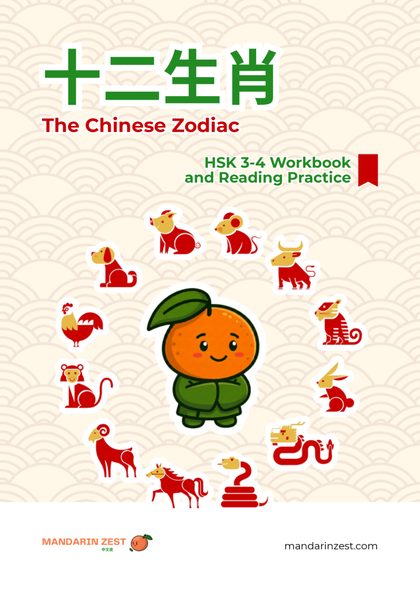 十二生肖
The Chinese Zodiac
HSK 3-4 Workbook
and Reading Practice
MANDARIN ZEST
mandarinzest.com